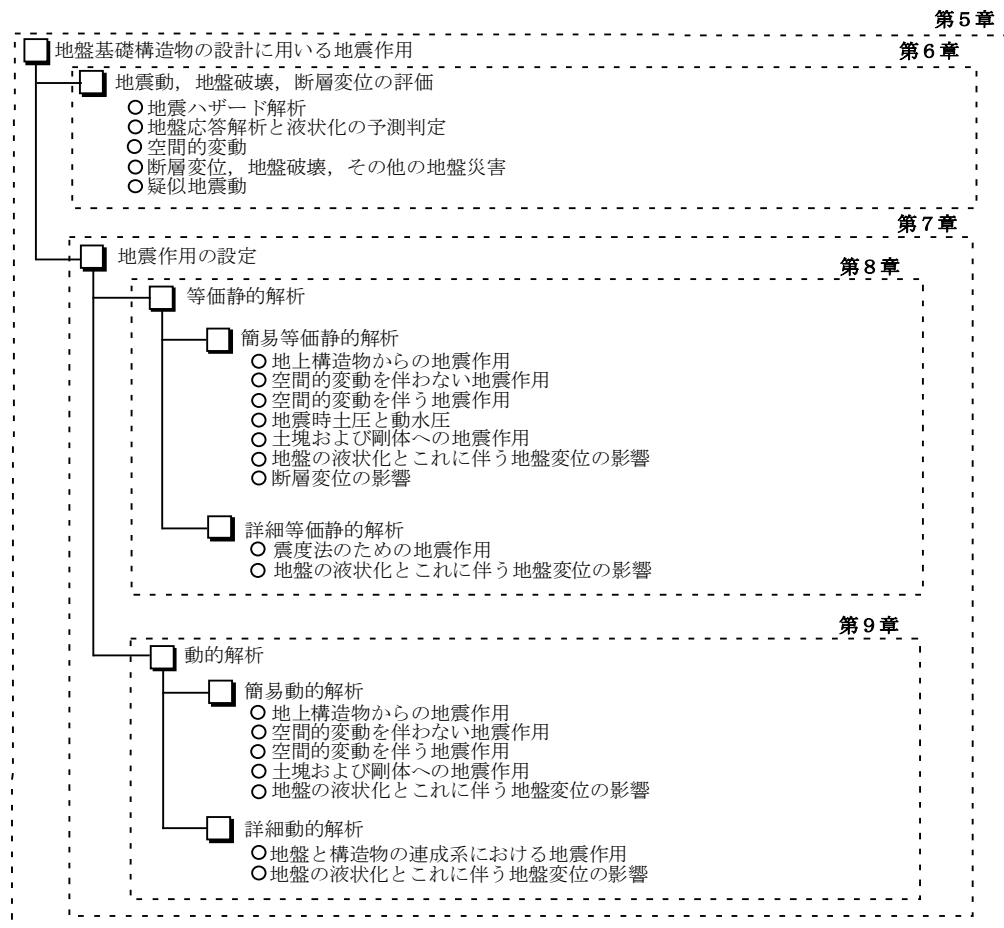 第５章
地盤基礎構造物の設計に用いる地震作用
第６章
地震動，地盤破壊，断層変位の評価
地震ハザード解析
地盤応答解析と液状化の予測判定
空間的変動
断層変位，地盤破壊，その他の地盤災害
疑似地震動
第７章
地震作用の設定
第８章
等価静的解析
簡易等価静的解析
地上構造物からの地震作用
空間的変動を伴わない地震作用
空間的変動を伴う地震作用
地震時土圧と動水圧
土塊および剛体への地震作用
地盤の液状化とこれに伴う地盤変位の影響
断層変位の影響
詳細等価静的解析
震度法のための地震作用
地盤の液状化とこれに伴う地盤変位の影響
第９章
動的解析
簡易動的解析
地上構造物からの地震作用
空間的変動を伴わない地震作用
空間的変動を伴う地震作用
土塊および剛体への地震作用
地盤の液状化とこれに伴う地盤変位の影響
詳細動的解析
地盤と構造物の連成系における地震作用
地盤の液状化とこれに伴う地盤変位の影響